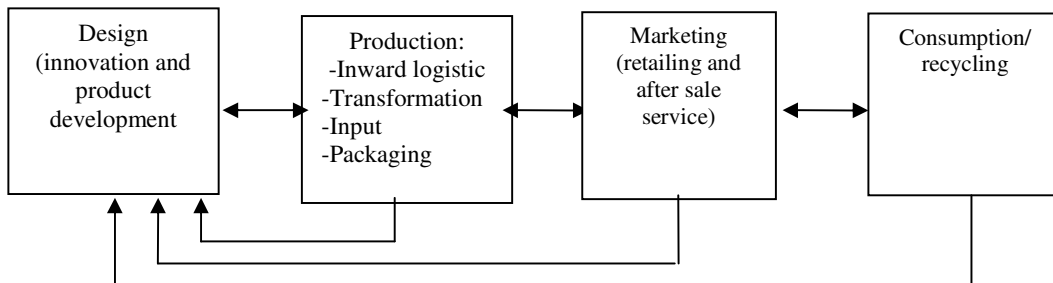 Design
(innovation and
product
development
Production:
-Inward logistic
-Transformation
-Input
-Packaging
Marketing
(retailing and
after sale
service)
Consumption/
recycling